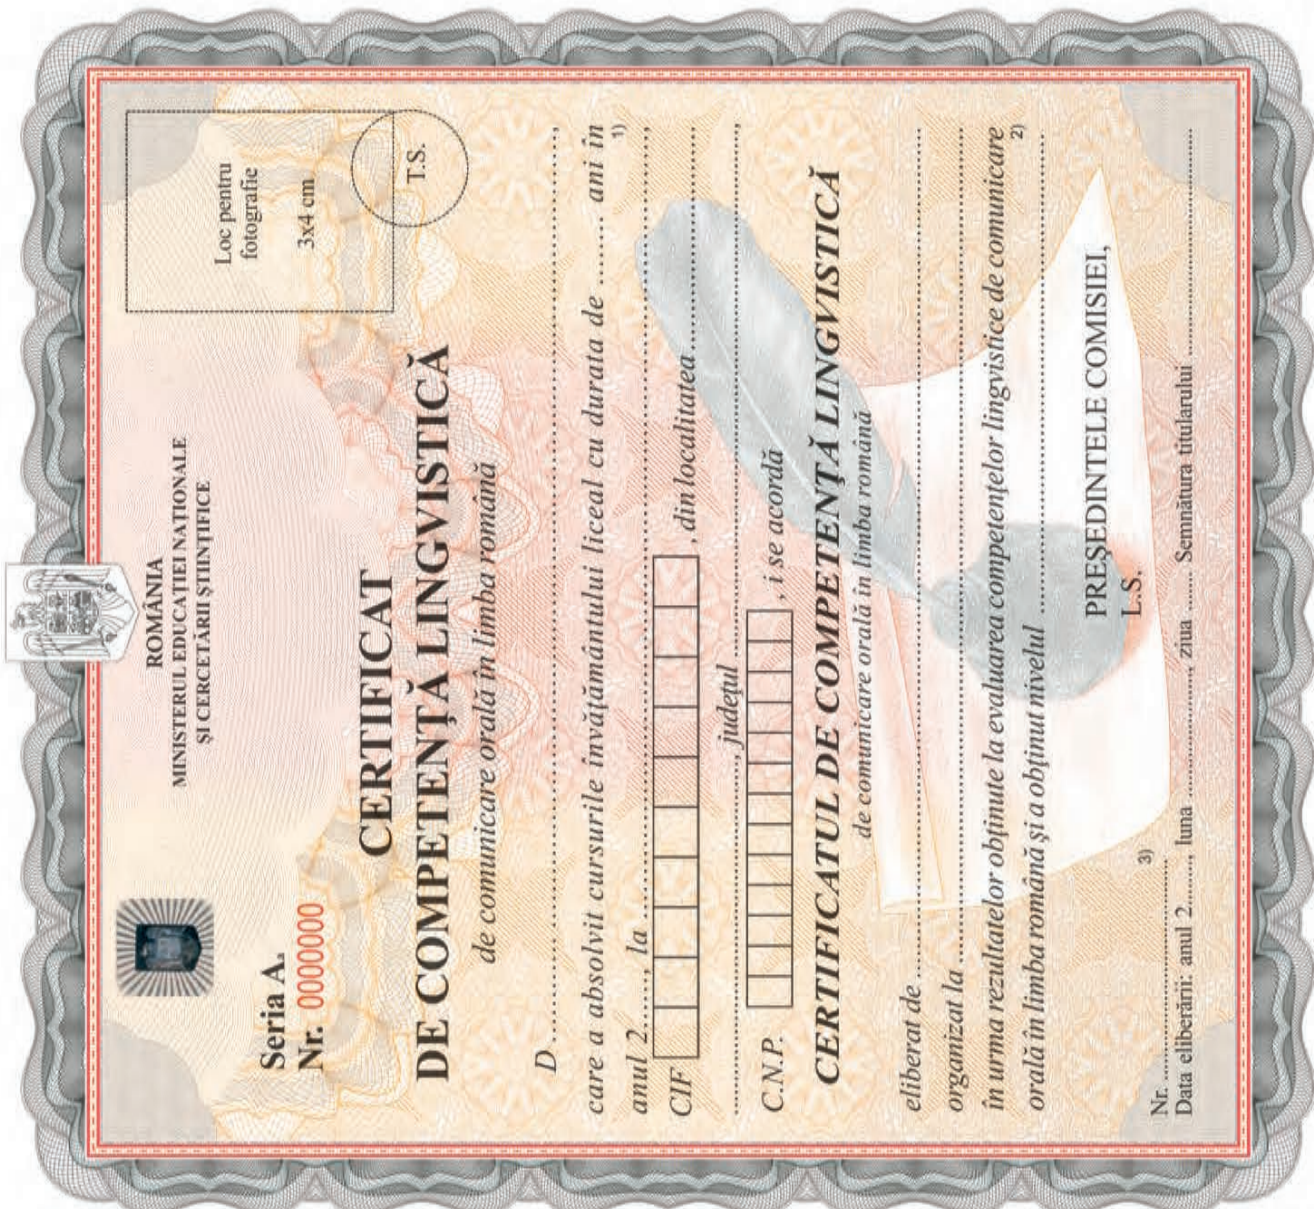 ROMÂNIA
MINISTERUL EDUCAȚIEI NAȚIONALE
ȘI CERCETĂRII ȘTIINȚIFICE
Loc pentru
fotografie
3x4 cm
T.S.
Seria A.
Nr. 0000000
CERTIFICAT
DE COMPETENȚĂ LINGVISTICĂ
de comunicare orală în limba română
D..........
care a absolvit cursurile învățământului liceal cu durata de ........ ani în
anul 2......, la .......... 1)
CIF , din localitatea ..........
.........., județul ..........,
C.N.P. , i se acordă
CERTIFICATUL DE COMPETENȚĂ LINGVISTICĂ
de comunicare orală în limba română
eliberat de ..........
organizat la ..........
în urma rezultatelor obținute la evaluarea competențelor lingvistice de comunicare
orală în limba română și a obținut nivelul .......... 2)
PREȘEDINTELE COMISIEI,
L.S.
Nr. .......... 3)
Data eliberării: anul 2........, luna .........., ziua ....... Semnătura titularului ..........